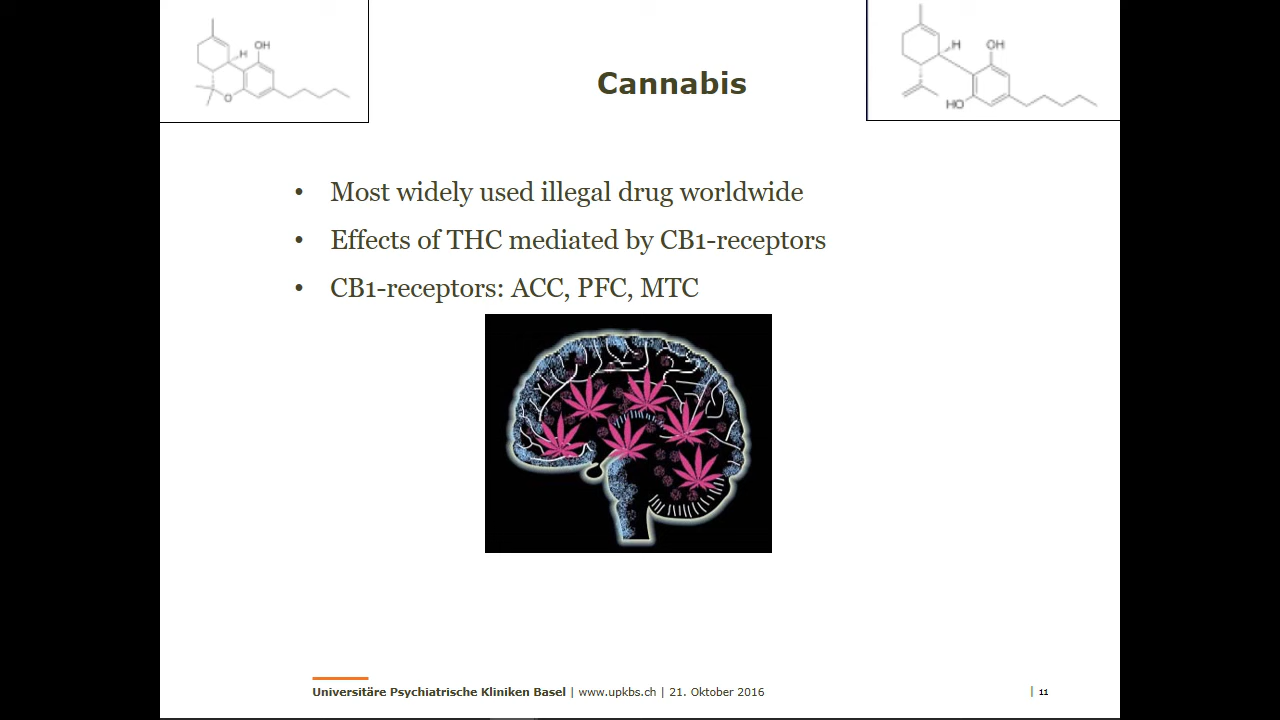 H
OH
O
Cannabis
H
OH
HO
• Most widely used illegal drug worldwide
• Effects of THC mediated by CB1-receptors
• CB1-receptors: ACC, PFC, MTC
Universitäre Psychiatrische Kliniken Basel | www.upkbs.ch | 21. Oktober 2016
| 11